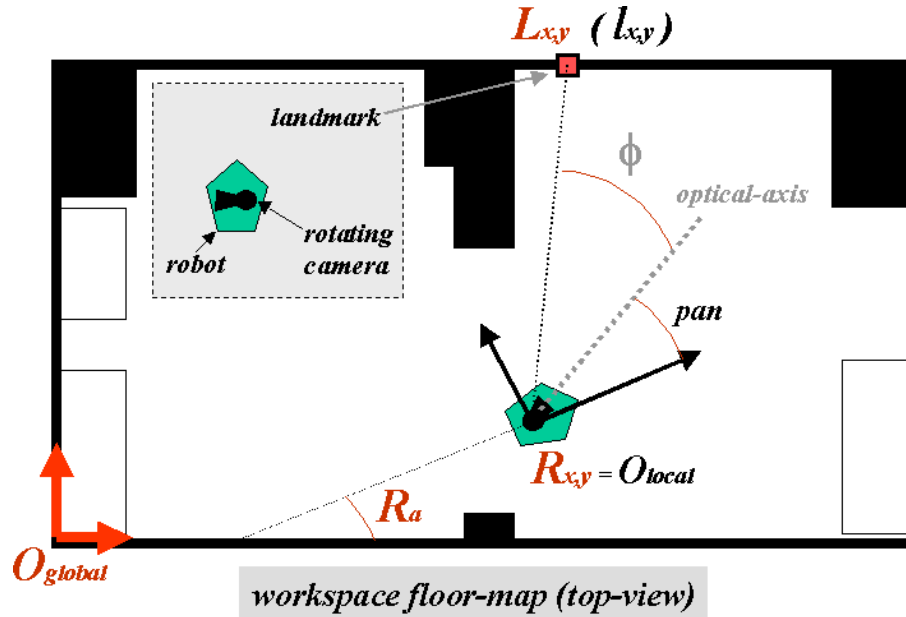 Lx,y (lx,y)
landmark
ϕ
optical-axis
rotating
camera
robot
pan
Rx,y = Olocal
Ra
Oglobal
workspace floor-map (top-view)